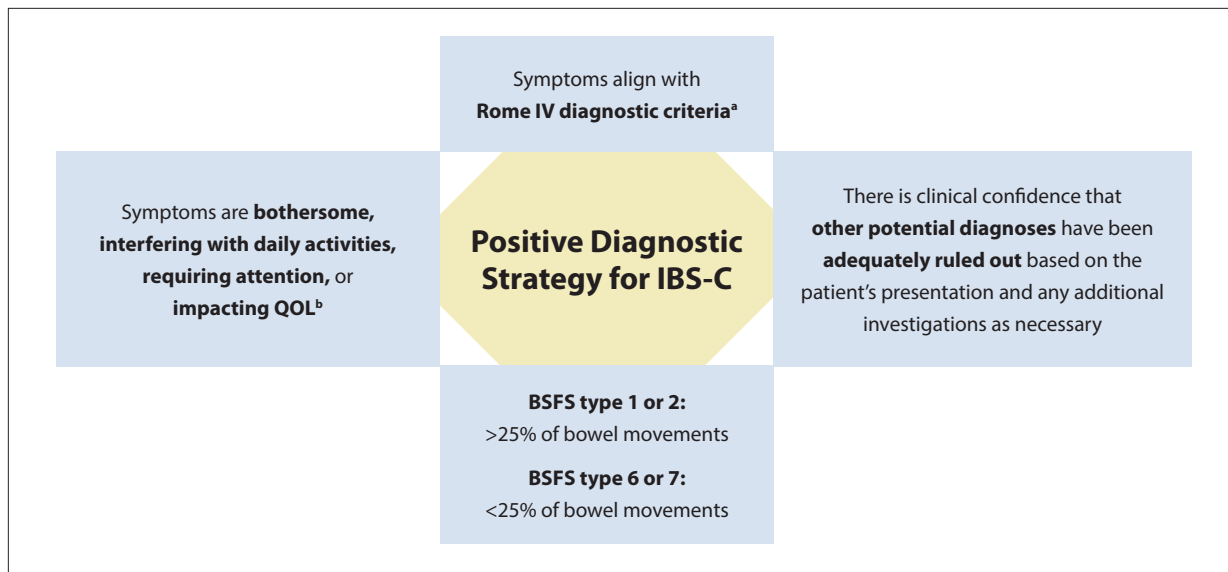 Symptoms align with
Rome IV diagnostic criteriaᵃ
Symptoms are bothersome,
interfering with daily activities,
requiring attention, or
impacting QOLᵇ
Positive Diagnostic
Strategy for IBS-C
There is clinical confidence that
other potential diagnoses have been
adequately ruled out based on the
patient’s presentation and any additional
investigations as necessary
BSFS type 1 or 2:
>25% of bowel movements
BSFS type 6 or 7:
<25% of bowel movements